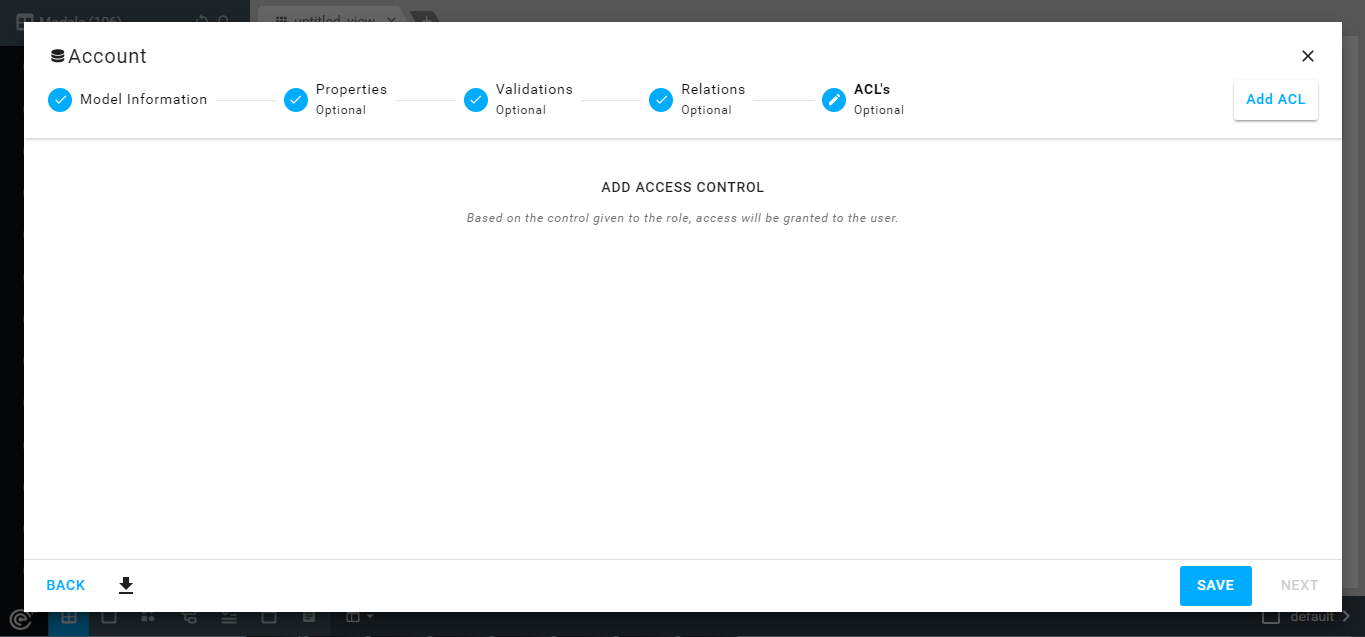 Models (106)
untitled_view
Account
Model Information
Properties
Optional
Validations
Optional
Relations
Optional
ACL's
Optional
Add ACL
ADD ACCESS CONTROL
Based on the control given to the role, access will be granted to the user.
BACK
SAVE
NEXT
default